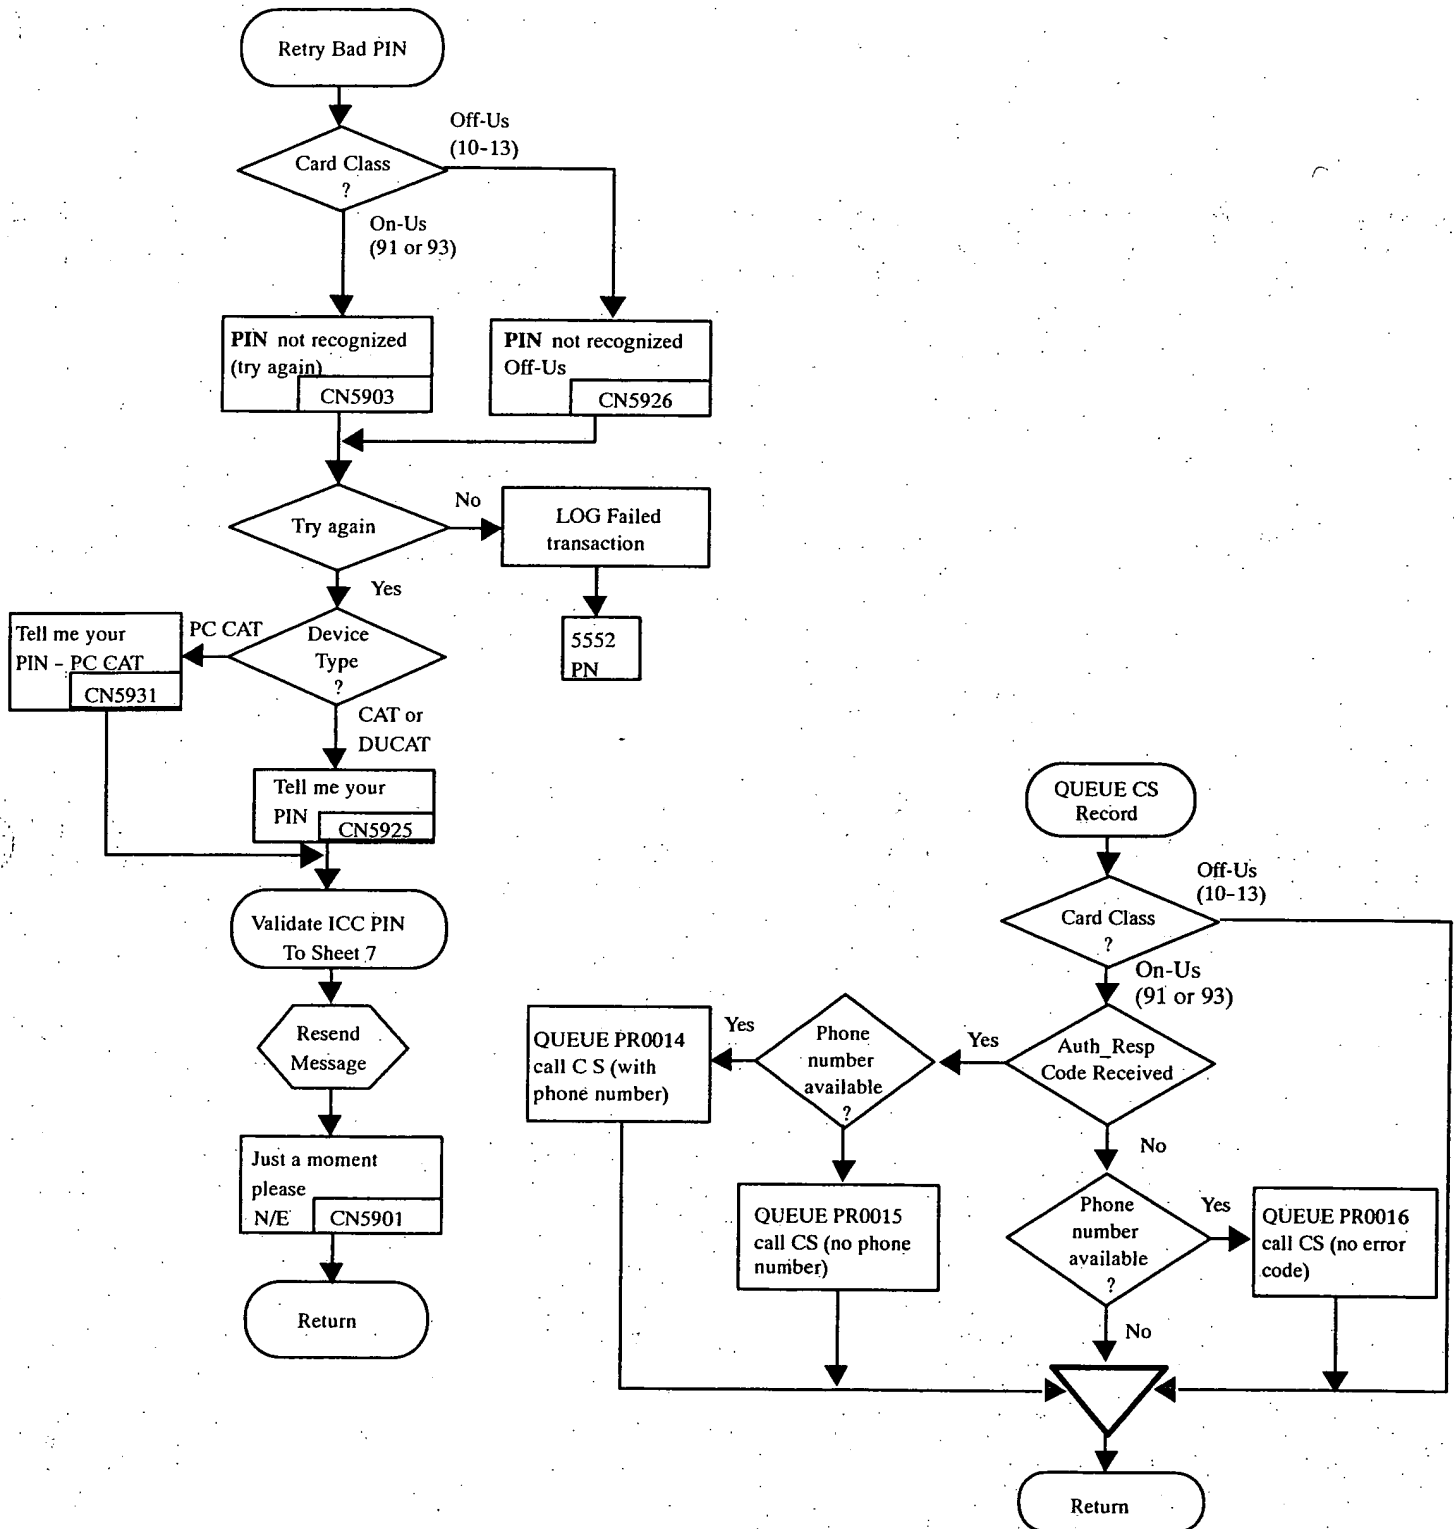 Retry Bad PIN
Off-Us
(10-13)
Card Class
?
On-Us
(91 or 93)
PIN not recognized
(try again)
CN5903
PIN not recognized
Off-Us
CN5926
Try again
No
LOG Failed
transaction
Yes
5552
PN
Device
Type
?
PC CAT
Tell me your
PIN - PC CAT
CN5931
CAT or
DUCAT
Tell me your
PIN
CN5925
Validate ICC PIN
To Sheet 7
Resend
Message
Just a moment
please
N/E
CN5901
Return
QUEUE CS
Record
Off-Us
(10-13)
Card Class
?
On-Us
(91 or 93)
Auth_Resp
Code Received
Yes
Phone
number
available
?
Yes
QUEUE PR0014
call C S (with
phone number)
QUEUE PR0015
call CS (no phone
number)
No
Phone
number
available
?
Yes
QUEUE PR0016
call CS (no error
code)
No
Return